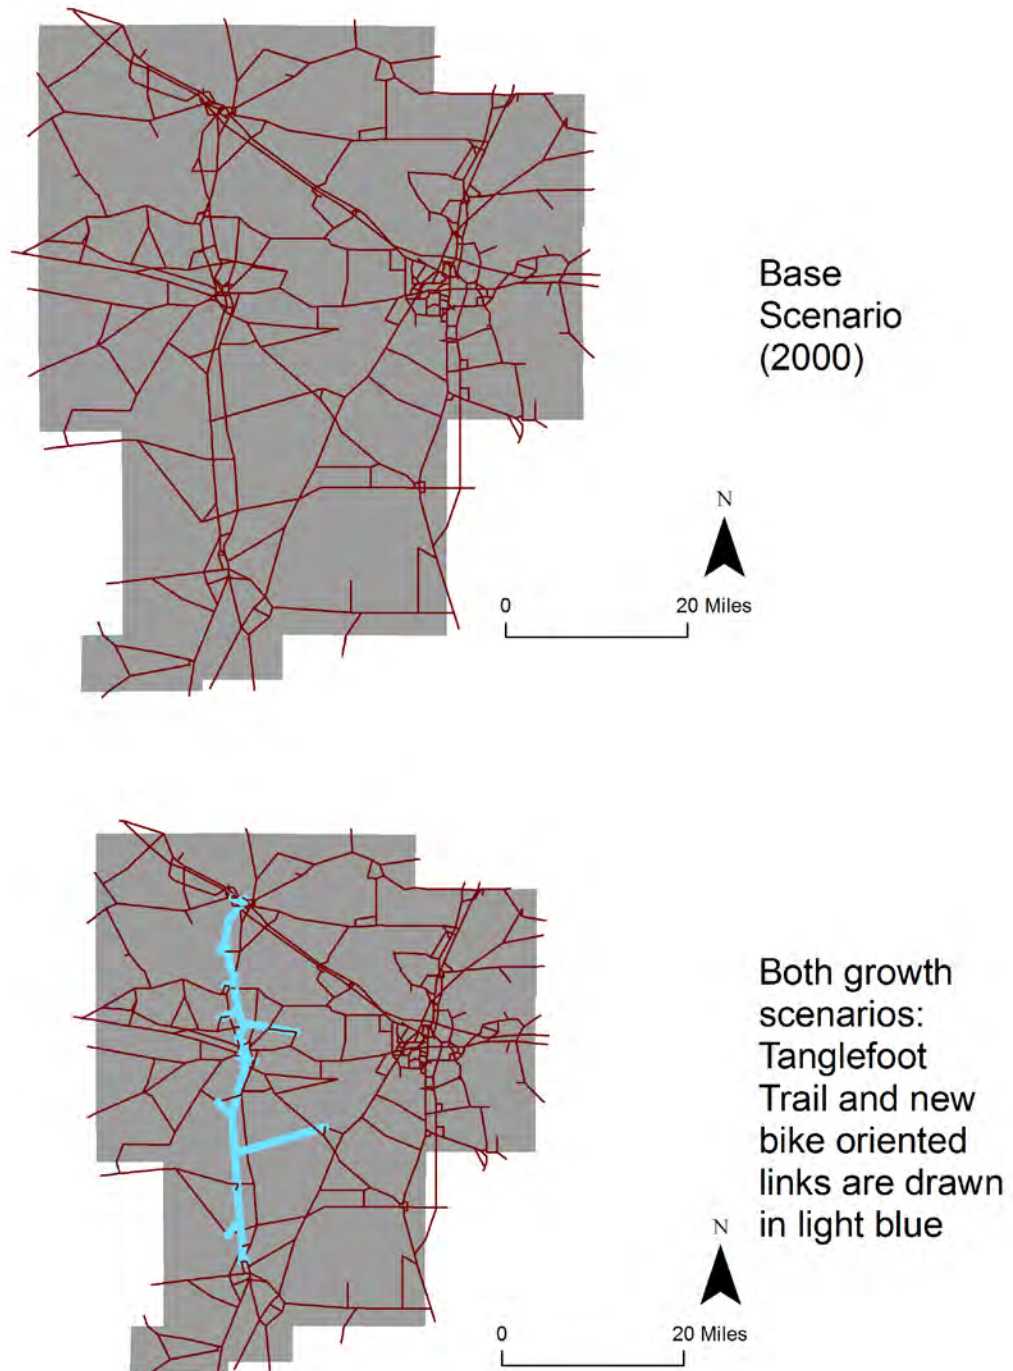 Base
Scenario
(2000)
N
0 20 Miles
Both growth
scenarios:
Tanglefoot
Trail and new
bike oriented
links are drawn
in light blue
N
0 20 Miles